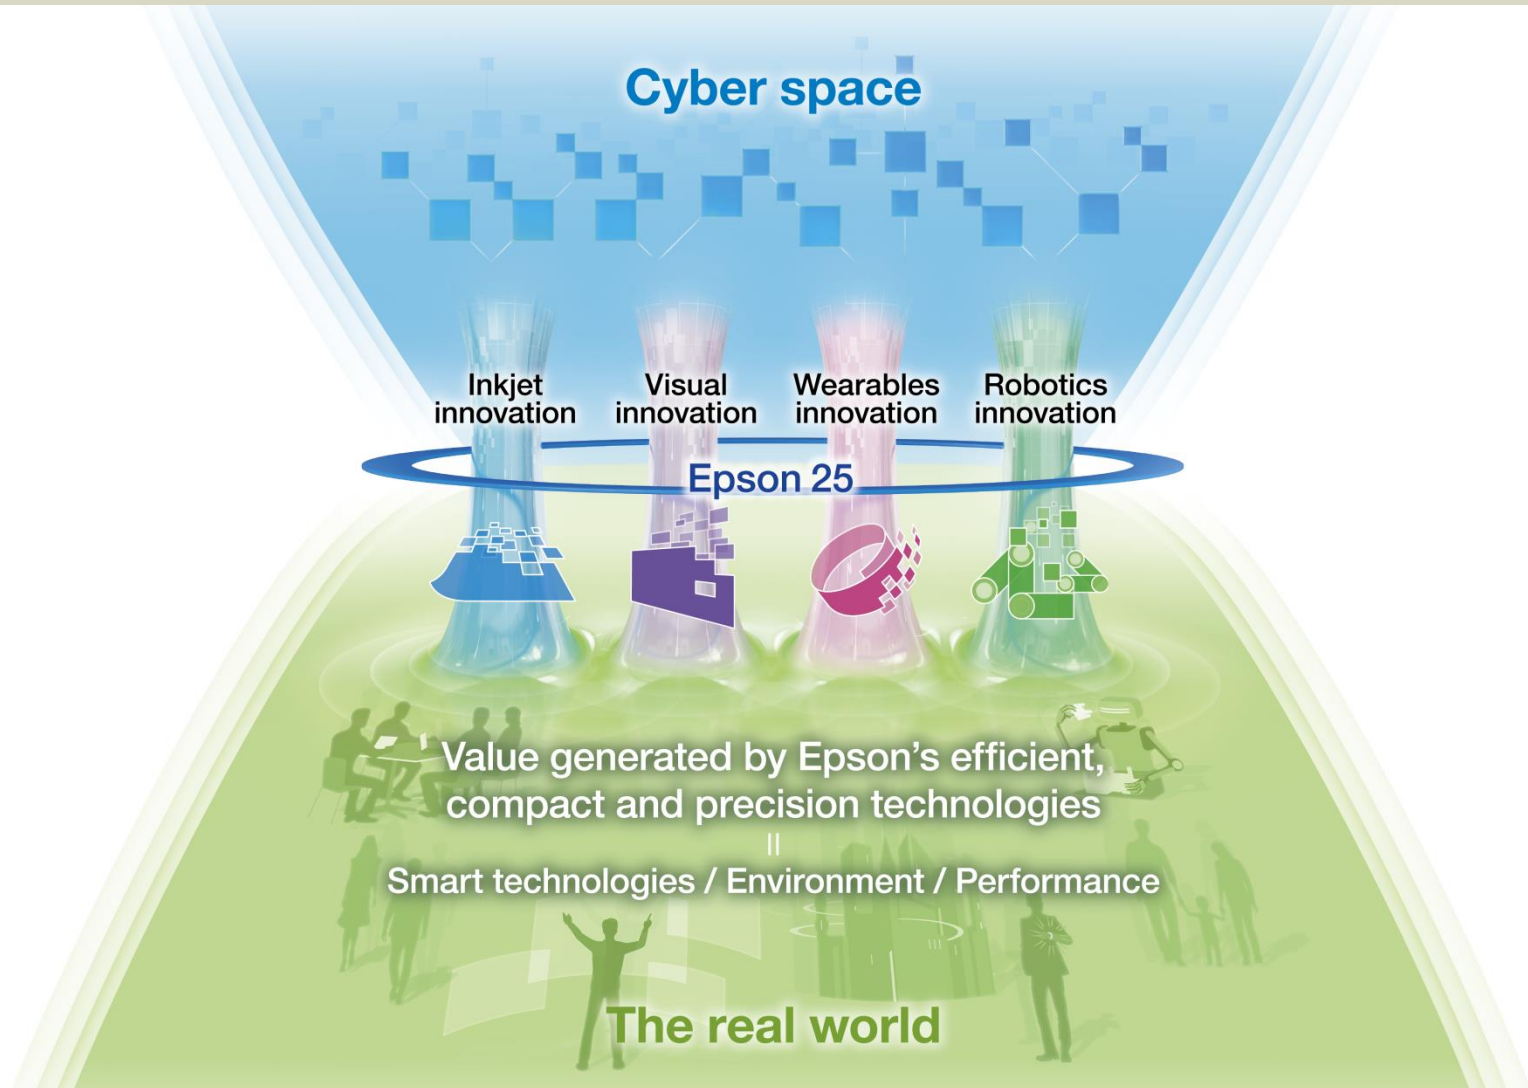 Cyber space
Inkjet
innovation
Visual
innovation
Wearables
innovation
Robotics
innovation
Epson 25
Value generated by Epson’s efficient,
compact and precision technologies
=
Smart technologies / Environment / Performance
The real world